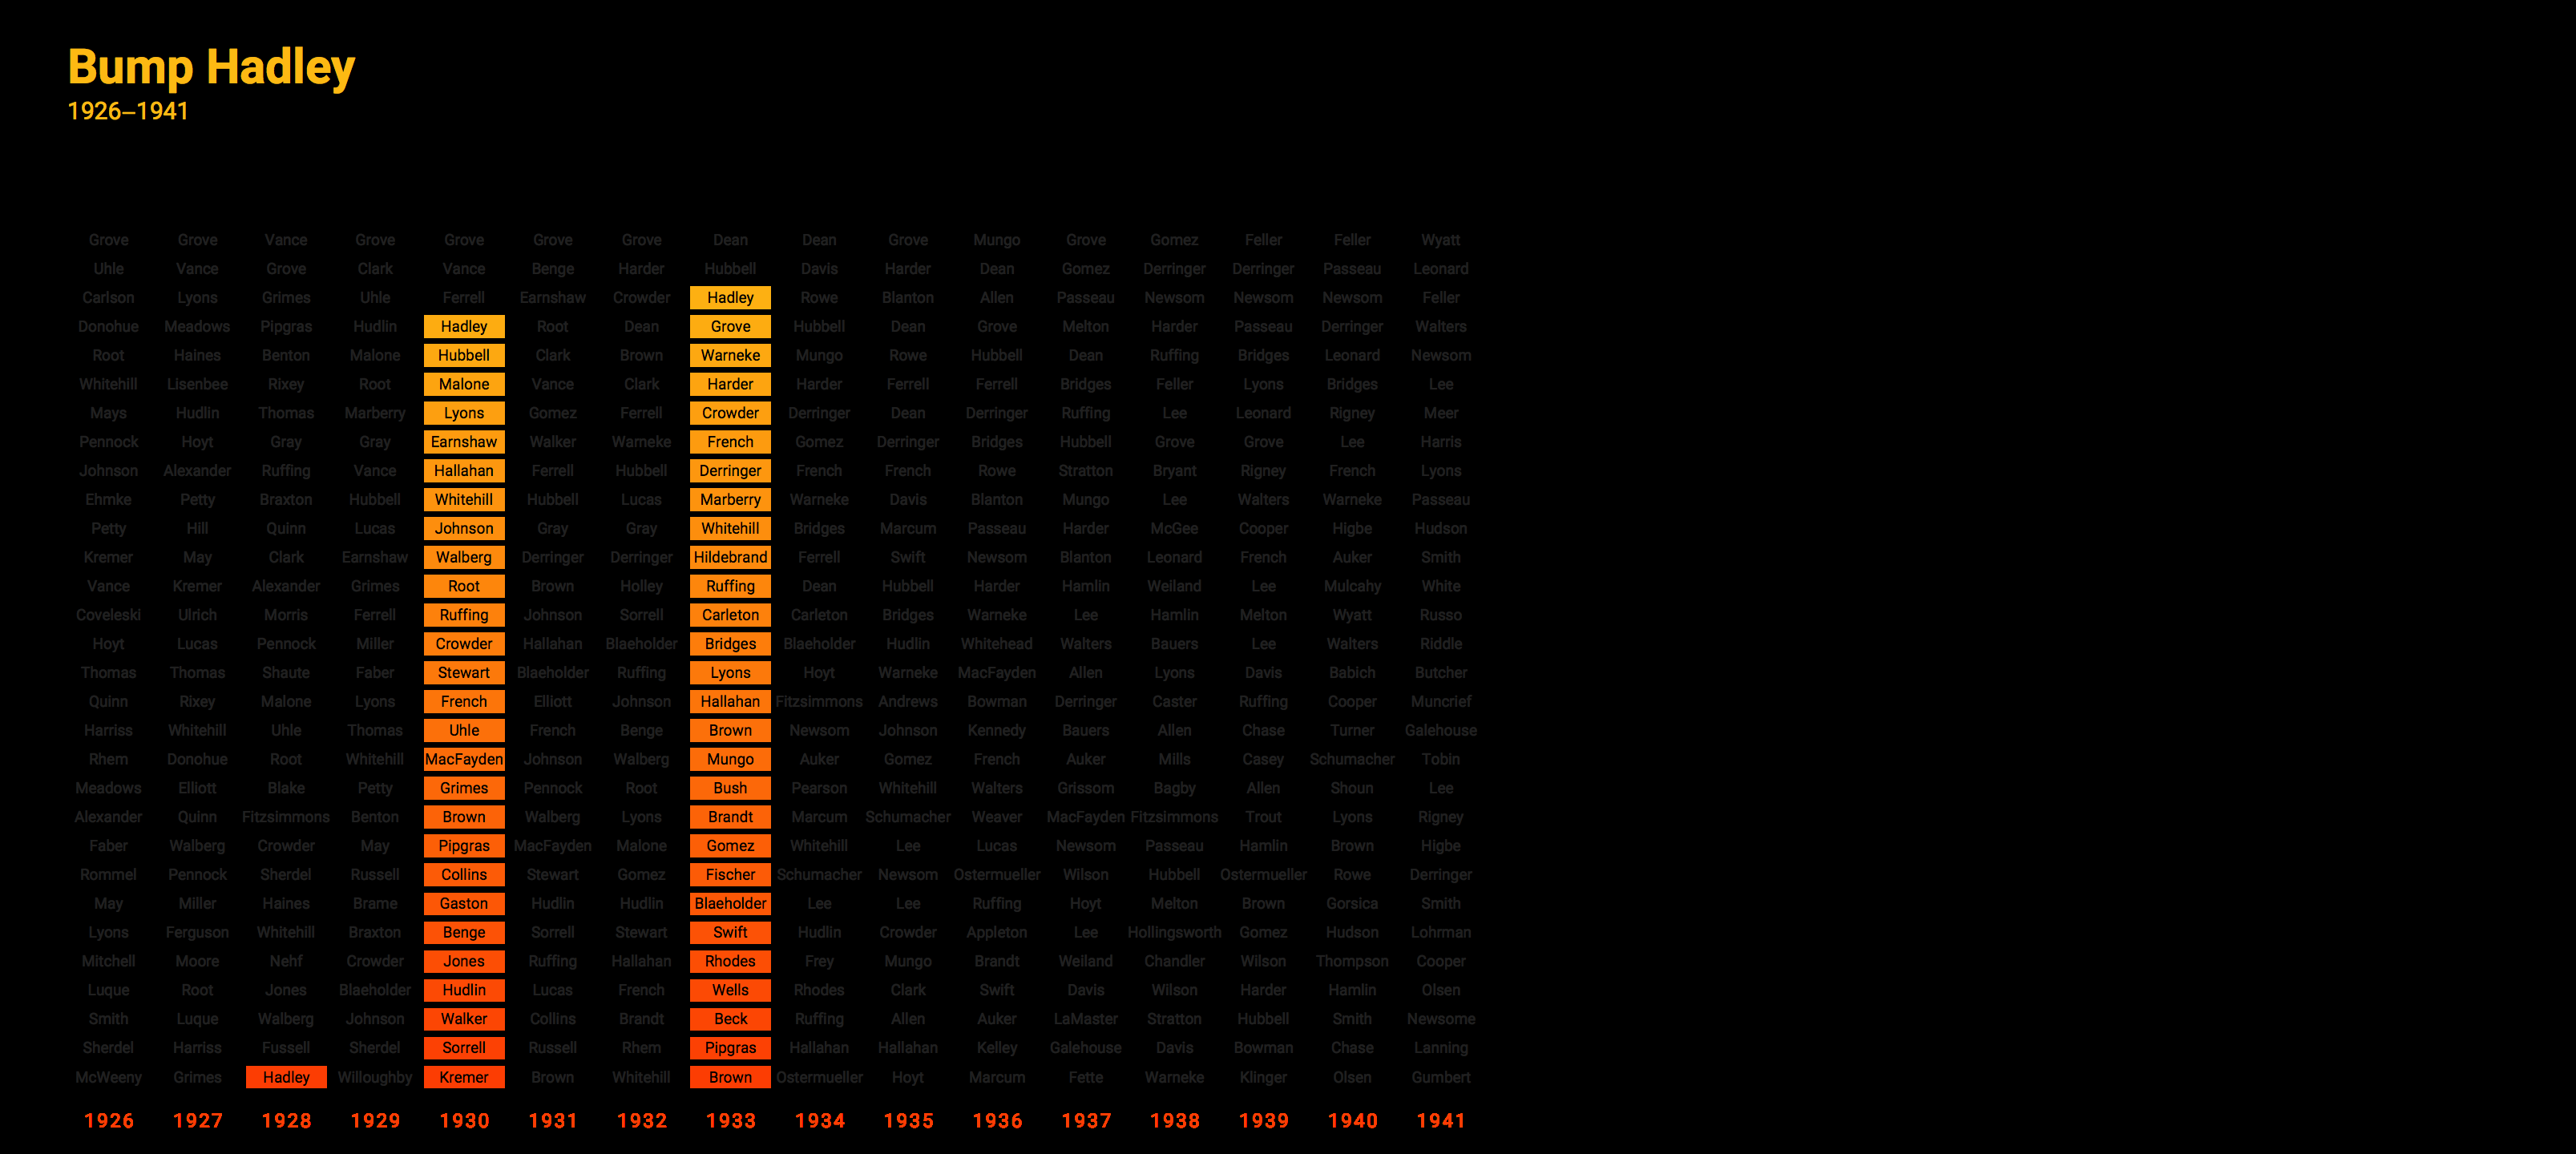 Bump Hadley
1926–1941
Grove Grove Vance Grove Grove Grove Grove Dean Dean Grove Mungo Grove Gomez Feller Feller Wyatt
Uhle Vance Grove Clark Vance Benge Harder Hubbell Davis Harder Dean Gomez Derringer Derringer Passeau Leonard
Carlson Lyons Grimes Uhle Ferrell Earnshaw Crowder Hadley Rowe Blanton Allen Passeau Newsom Newsom Newsom Feller
Donohue Meadows Pipgras Hudlin Hadley Root Dean Grove Hubbell Dean Grove Melton Harder Passeau Derringer Walters
Root Haines Benton Malone Hubbell Clark Brown Warneke Mungo Rowe Hubbell Dean Ruffing Bridges Leonard Newsom
Whitehill Lisenbee Rixey Root Malone Vance Clark Harder Harder Ferrell Ferrell Bridges Feller Lyons Bridges Lee
Mays Hudlin Thomas Marberry Lyons Gomez Ferrell Crowder Derringer Dean Derringer Ruffing Lee Leonard Rigney Meer
Pennock Hoyt Gray Gray Earnshaw Walker Warneke French Gomez Derringer Bridges Hubbell Grove Grove Lee Harris
Johnson Alexander Ruffing Vance Hallahan Ferrell Hubbell Derringer French French Rowe Stratton Bryant Rigney French Lyons
Ehmke Petty Braxton Hubbell Whitehill Hubbell Lucas Marberry Warneke Davis Blanton Mungo Lee Walters Warneke Passeau
Petty Hill Quinn Lucas Johnson Gray Gray Whitehill Bridges Marcum Passeau Harder McGee Cooper Higbe Hudson
Kremer May Clark Earnshaw Walberg Derringer Derringer Hildebrand Ferrell Swift Newsom Blanton Leonard French Auker Smith
Vance Kremer Alexander Grimes Root Brown Holley Ruffing Dean Hubbell Harder Hamlin Weiland Lee Mulcahy White
Coveleski Ulrich Morris Ferrell Ruffing Johnson Sorrell Carleton Carleton Bridges Warneke Lee Hamlin Melton Wyatt Russo
Hoyt Lucas Pennock Miller Crowder Hallahan Blaeholder Bridges Blaeholder Hudlin Whitehead Walters Bauers Lee Walters Riddle
Thomas Thomas Shaute Faber Stewart Blaeholder Ruffing Lyons Hoyt Warneke MacFayden Allen Lyons Davis Babich Butcher
Quinn Rixey Malone Lyons French Elliott Johnson Hallahan Fitzsimmons Andrews Bowman Derringer Caster Ruffing Cooper Muncrief
Harriss Whitehill Uhle Thomas Uhle French Benge Brown Newsom Johnson Kennedy Bauers Allen Chase Turner Galehouse
Rhem Donohue Root Whitehill MacFayden Johnson Walberg Mungo Auker Gomez French Auker Mills Casey Schumacher Tobin
Meadows Elliott Blake Petty Grimes Pennock Root Bush Pearson Whitehill Walters Grissom Bagby Allen Shoun Lee
Alexander Quinn Fitzsimmons Benton Brown Walberg Lyons Brandt Marcum Schumacher Weaver MacFayden Fitzsimmons Trout Lyons Rigney
Faber Walberg Crowder May Pipgras MacFayden Malone Gomez Whitehill Lee Lucas Newsom Passeau Hamlin Brown Higbe
Rommel Pennock Sherdel Russell Collins Stewart Gomez Fischer Schumacher Newsom Ostermueller Wilson Hubbell Ostermueller Rowe Derringer
May Miller Haines Brame Gaston Hudlin Hudlin Blaeholder Lee Lee Ruffing Hoyt Melton Brown Gorsica Smith
Lyons Ferguson Whitehill Braxton Benge Sorrell Stewart Swift Hudlin Crowder Appleton Lee Hollingsworth Gomez Hudson Lohrman
Mitchell Moore Nehf Crowder Jones Ruffing Hallahan Rhodes Frey Mungo Brandt Weiland Chandler Wilson Thompson Cooper
Luque Root Jones Blaeholder Hudlin Lucas French Wells Rhodes Clark Swift Davis Wilson Harder Hamlin Olsen
Smith Luque Walberg Johnson Walker Collins Brandt Beck Ruffing Allen Auker LaMaster Stratton Hubbell Smith Newsome
Sherdel Harriss Fussell Sherdel Sorrell Russell Rhem Pipgras Hallahan Hallahan Kelley Galehouse Davis Bowman Chase Lanning
McWeeny Grimes Hadley Willoughby Kremer Brown Whitehill Brown Ostermueller Hoyt Marcum Fette Warneke Klinger Olsen Gumbert
1926 1927 1928 1929 1930 1931 1932 1933 1934 1935 1936 1937 1938 1939 1940 1941